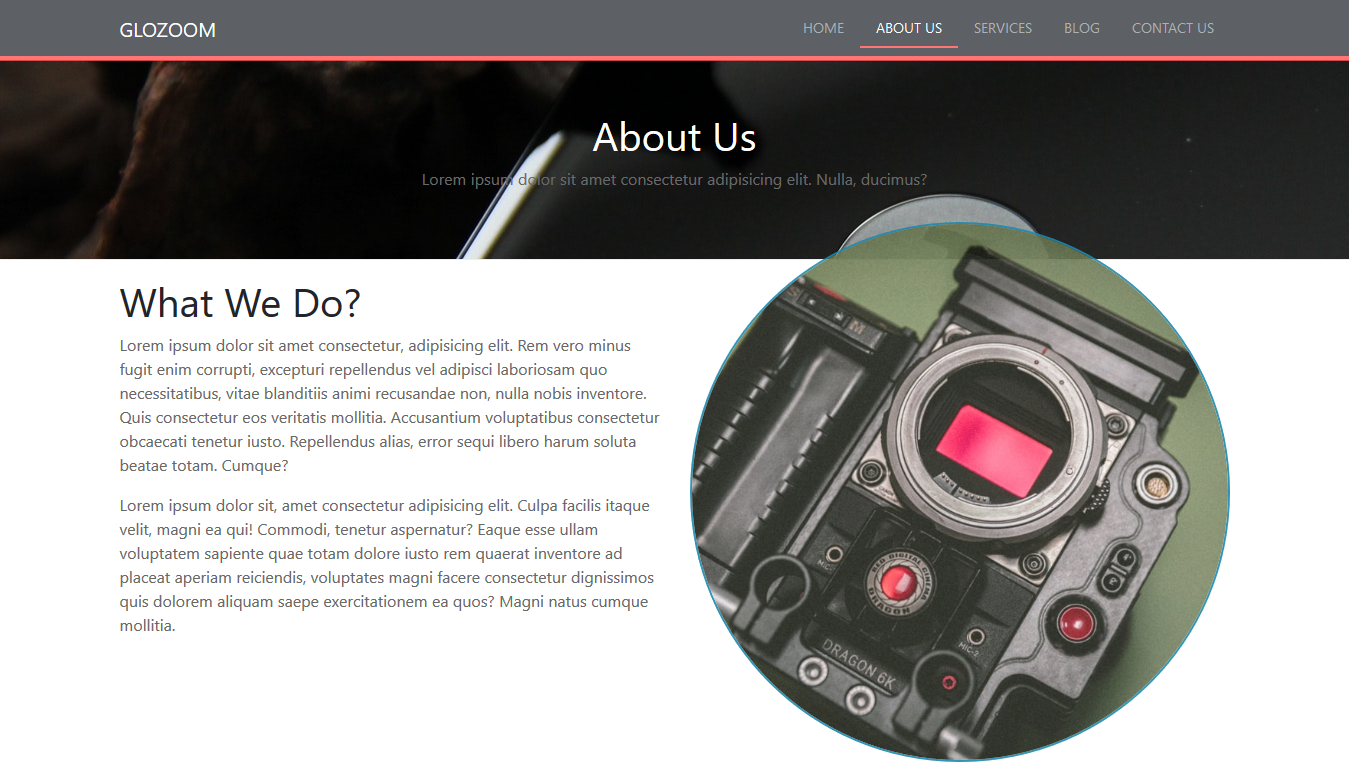 GLOZOOM
HOME ABOUT US SERVICES BLOG CONTACT US
About Us
Lorem ipsum dolor sit amet consectetur adipisicing elit. Nulla, ducimus?
What We Do?
Lorem ipsum dolor sit amet consectetur, adipisicing elit. Rem vero minus
fugit enim corrupti, excepturi repellendus vel adipisci laboriosam quo
necessitatibus, vitae blanditiis animi recusandae non, nulla nobis inventore.
Quis consectetur eos veritatis mollitia. Accusantium voluptatibus consectetur
obcaecati tenetur iusto. Repellendus alias, error sequi libero harum soluta
beatae totam. Cumque?
Lorem ipsum dolor sit, amet consectetur adipisicing elit. Culpa facilis itaque
velit, magni ea qui! Commodi, tenetur aspernatur? Eaque esse ullam
voluptatem sapiente quae totam dolore iusto rem quaerat inventore ad
placeat aperiam reiciendis, voluptates magni facere consectetur dignissimos
quis dolorem aliquam saepe exercitationem ea quos? Magni natus cumque
mollitia.
M
RED DIGITAL CINEMA
DRAGON
MIC-2
DRAGON 6K